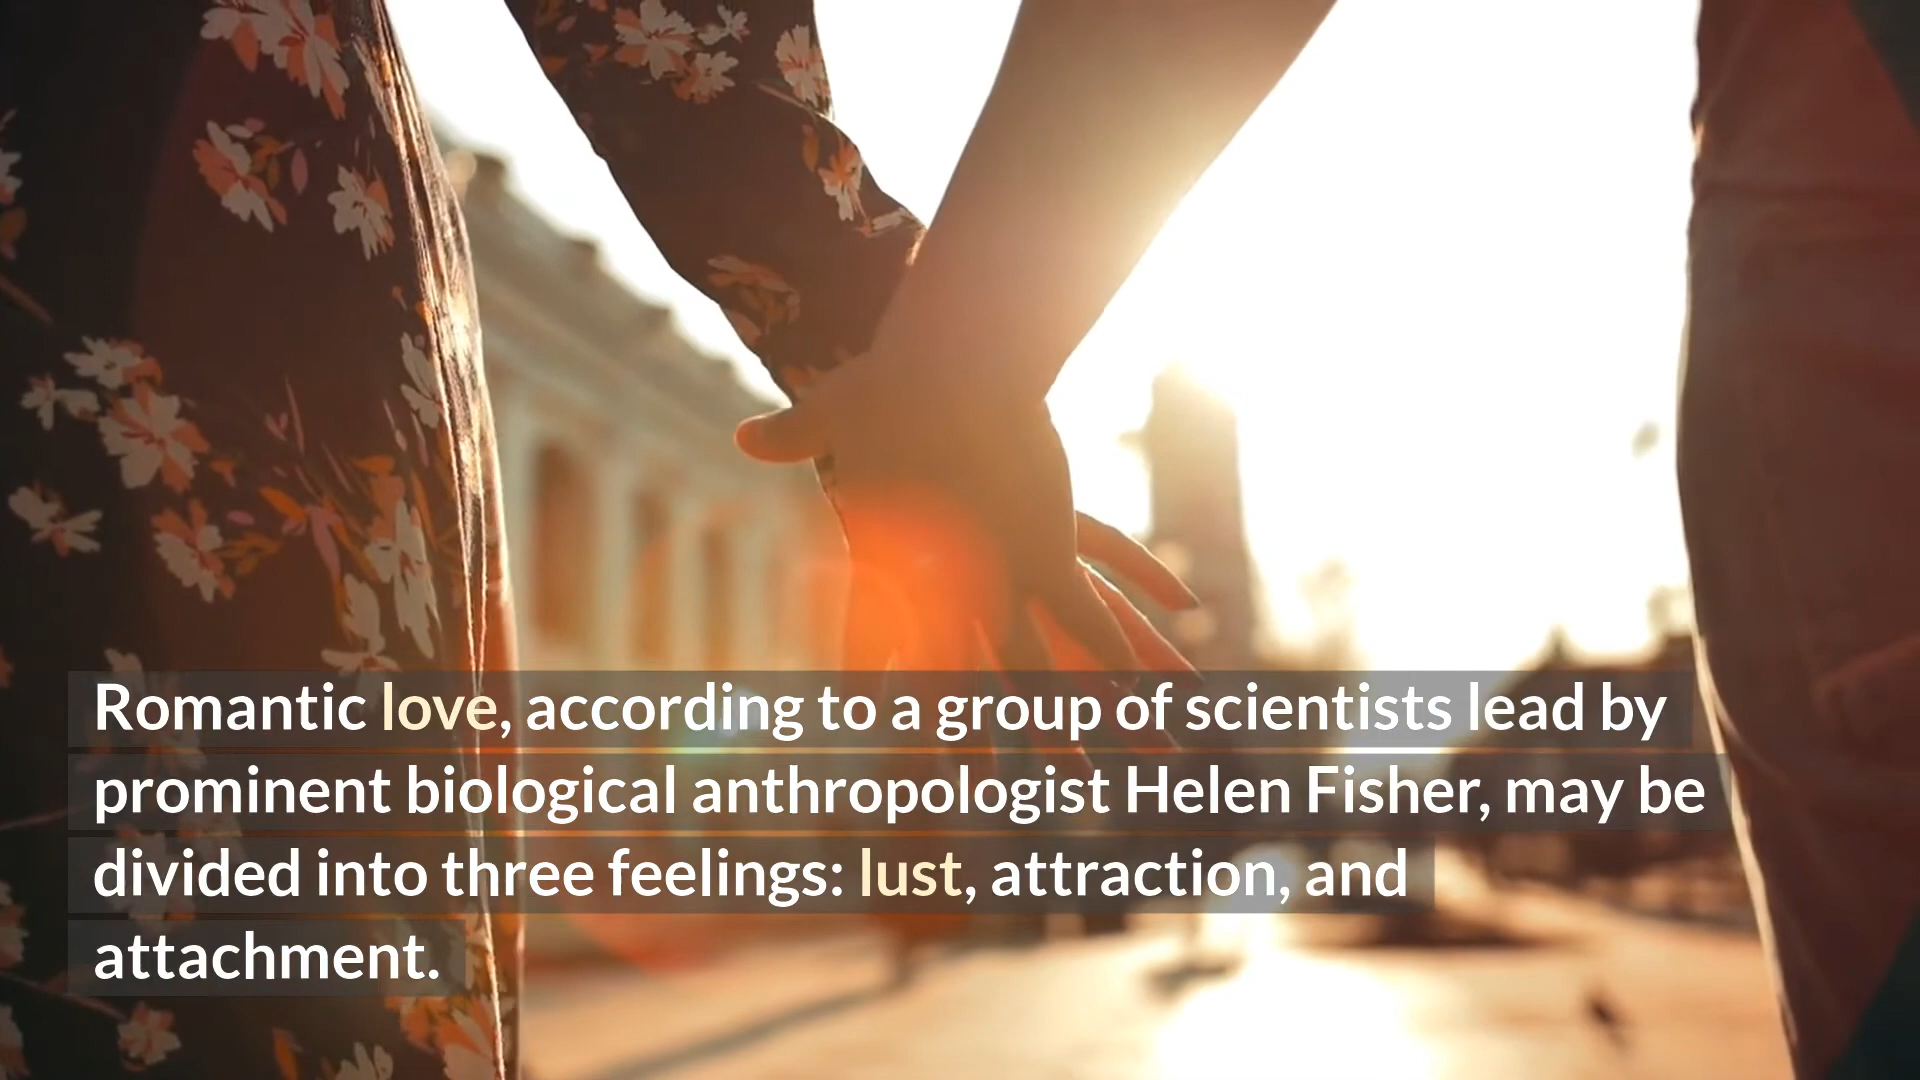 Romantic love, according to a group of scientists lead by
prominent biological anthropologist Helen Fisher, may be
divided into three feelings: lust, attraction, and
attachment.